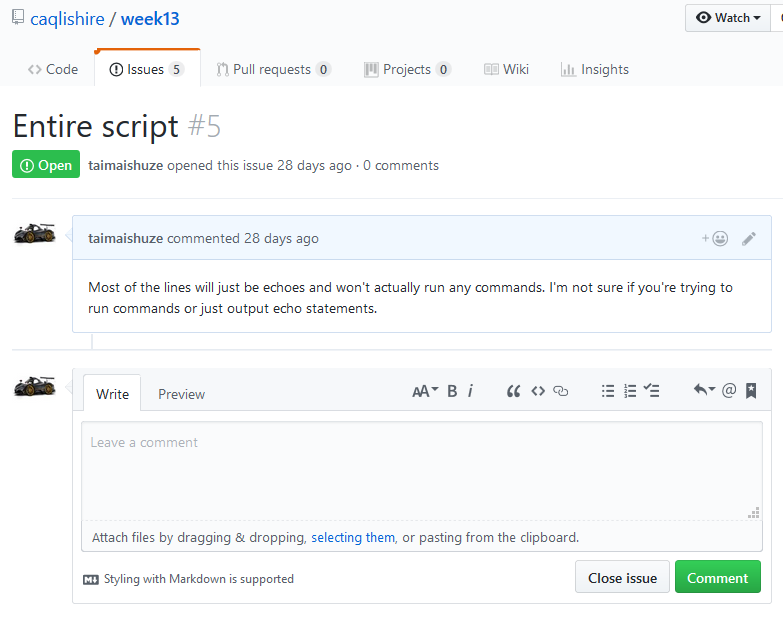 caqlishire / week13
Watch
Code
Issues 5
Pull requests 0
Projects 0
Wiki
Insights
Entire script #5
Open
taimaishuze opened this issue 28 days ago · 0 comments
taimaishuze commented 28 days ago
Most of the lines will just be echoes and won't actually run any commands. I'm not sure if you're trying to
run commands or just output echo statements.
Write
Preview
AA B i
Leave a comment
Attach files by dragging & dropping, selecting them, or pasting from the clipboard.
Styling with Markdown is supported
Close issue
Comment